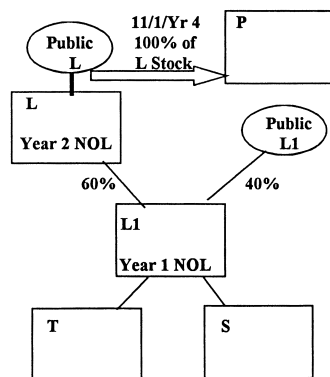 Public
L
11/1/Yr 4
100% of
L Stock
P
L
Year 2 NOL
Public
L1
60%
40%
L1
Year 1 NOL
T
S